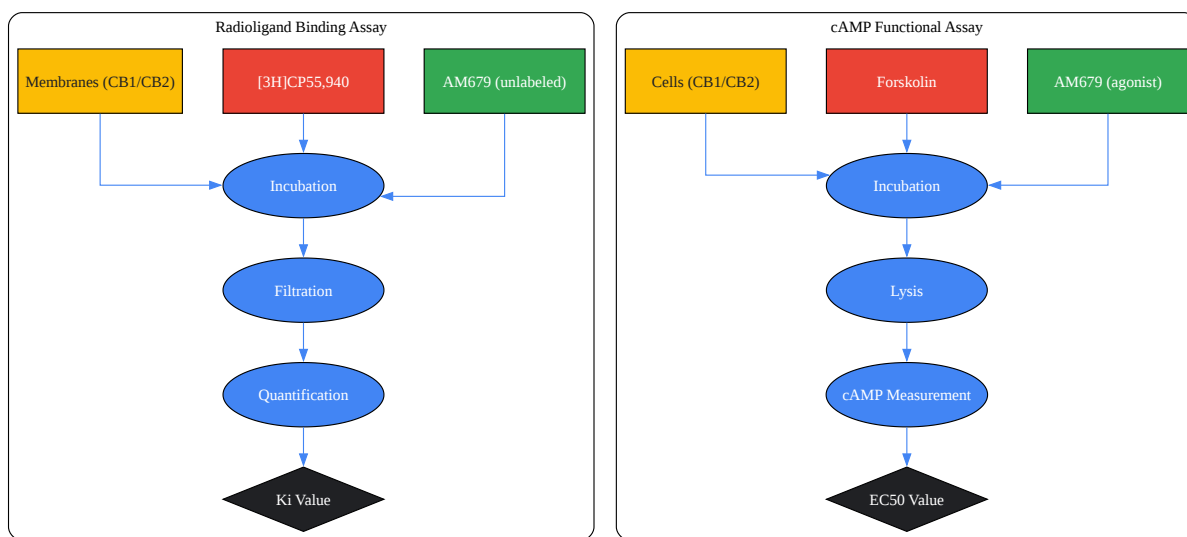 Radioligand Binding Assay
Membranes (CB1/CB2)
[3H]CP55,940
AM679 (unlabeled)
Incubation
Filtration
Quantification
Ki Value
cAMP Functional Assay
Cells (CB1/CB2)
Forskolin
AM679 (agonist)
Incubation
Lysis
cAMP Measurement
EC50 Value